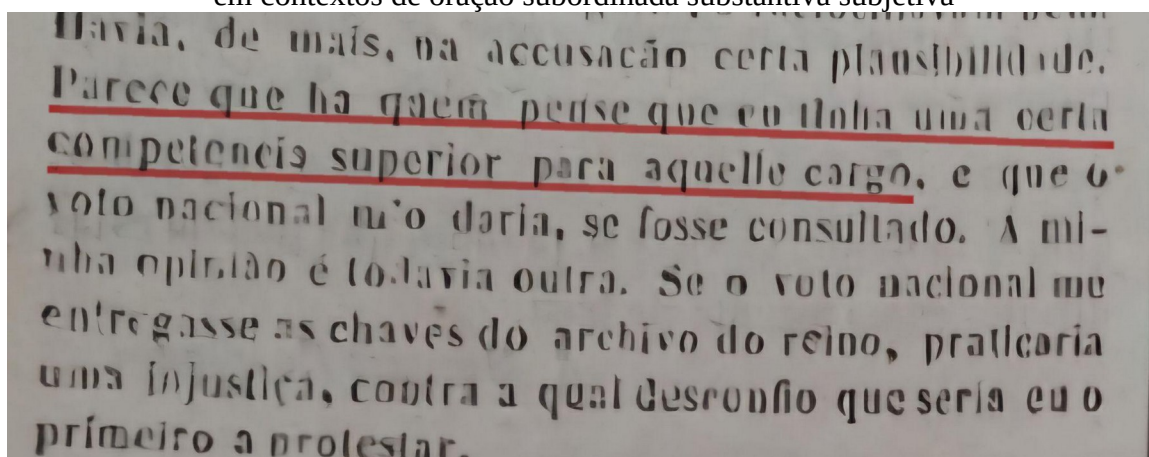 em contextos de oração subordinada substantiva subjetiva
Havia, de mais, na accusacão certa plausibilidade.
Parece que ha quem pense que eu tinha uma certa
competencia superior para aquelle cargo, e que o
voto nacional m'o daria, se fosse consultado. A mi-
nha opinião é todavia outra. Se o voto nacional me
entregasse as chaves do archivo do reino, praticaria
uma injustiça, contra a qual desconfio que seria eu o
primeiro a protestar.